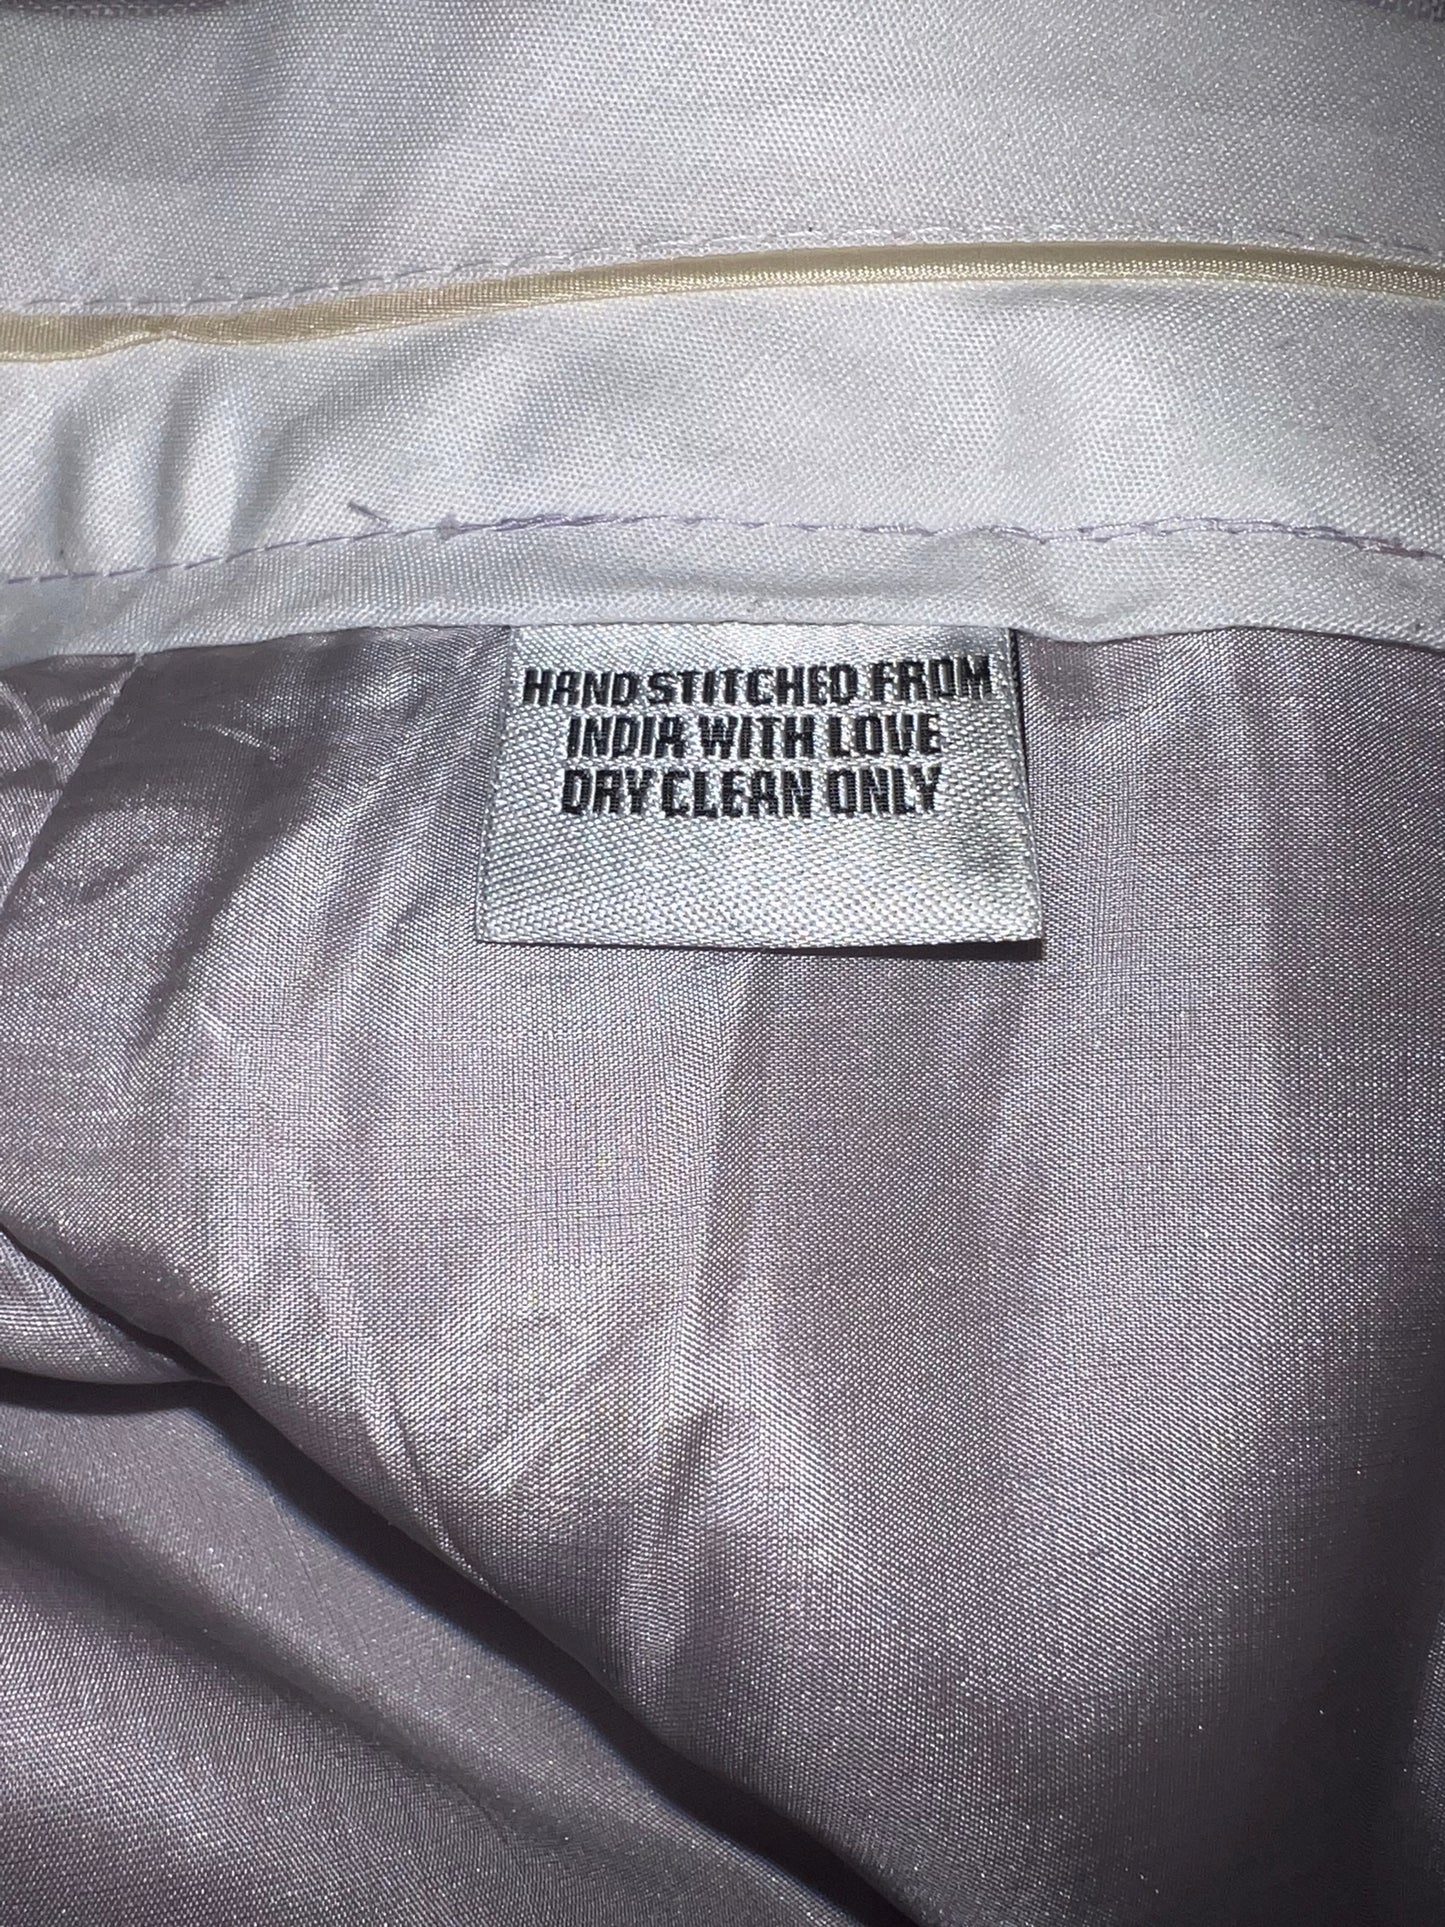 HAND STITCHED FROM
INDIA WITH LOVE
DRY CLEAN ONLY